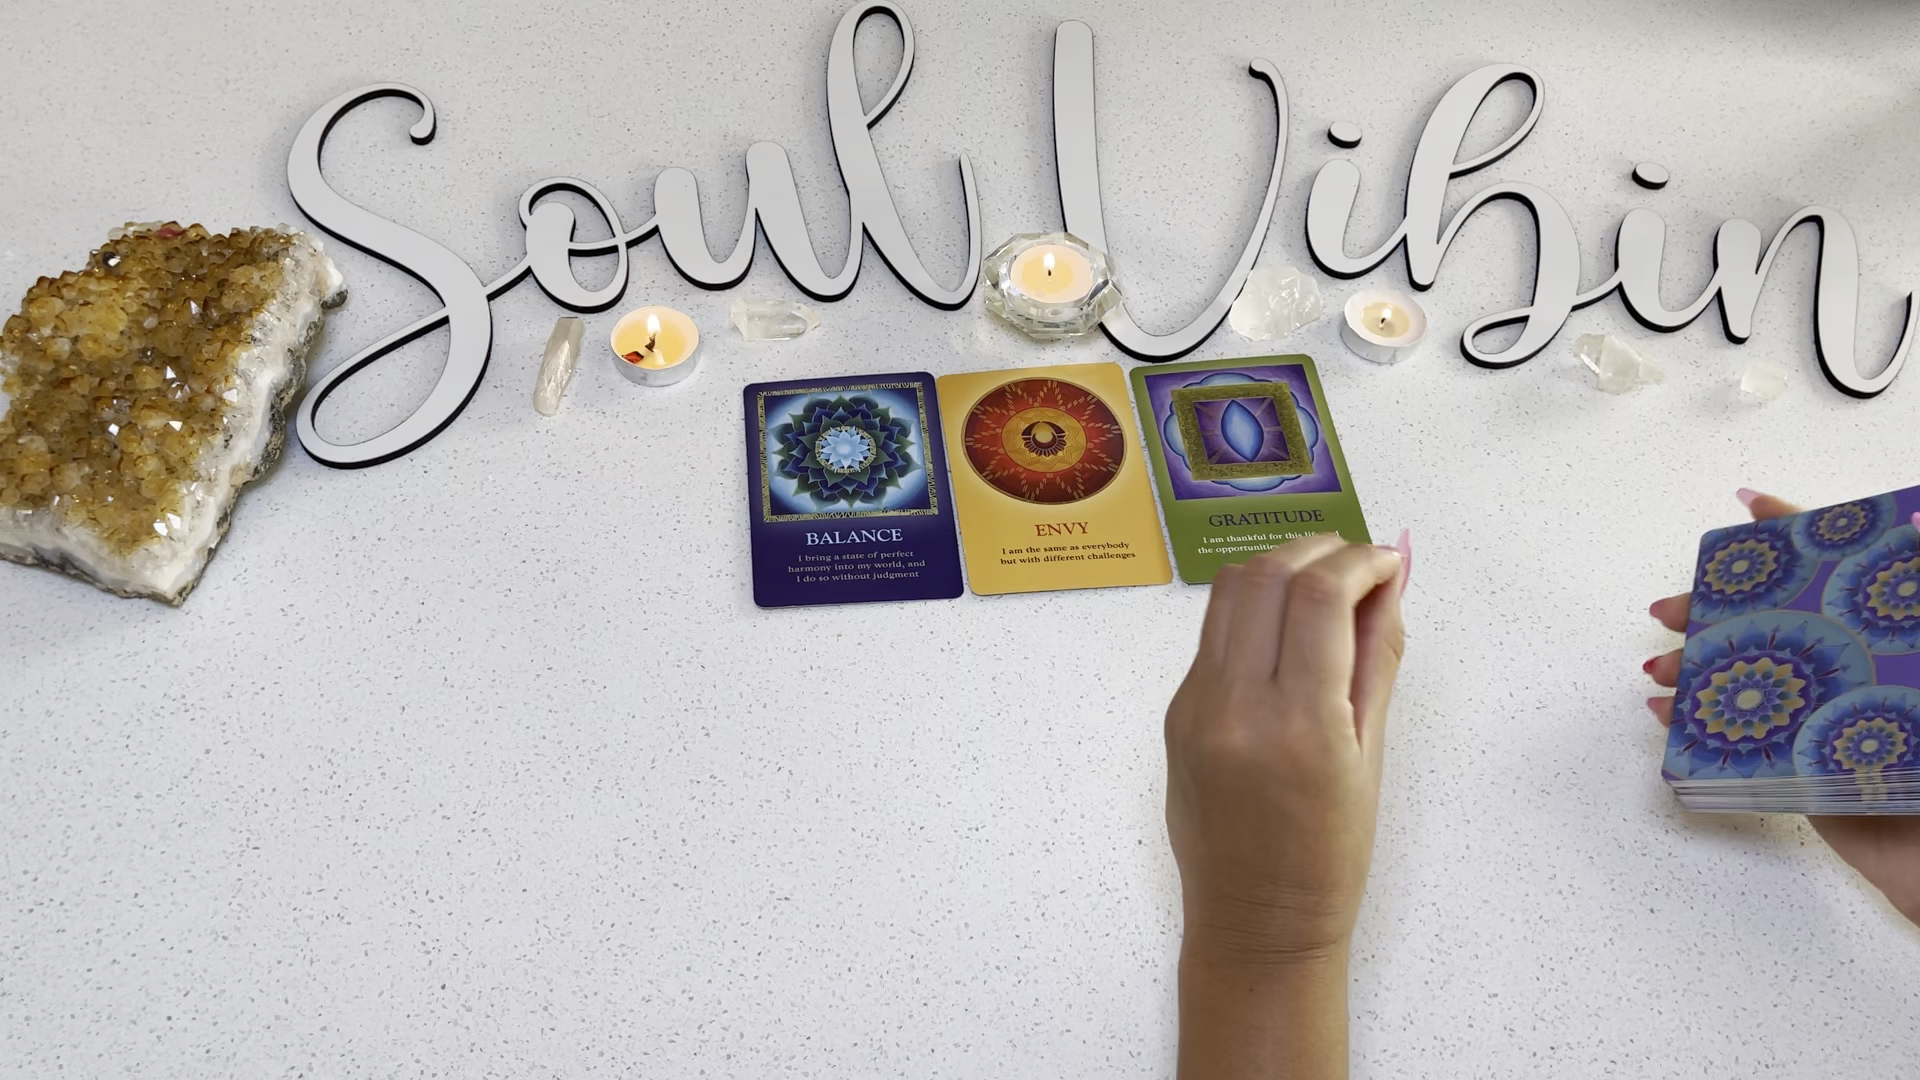 Soul Vibin
BALANCE
I bring a state of perfect
harmony into my world, and
I do so without judgment
ENVY
I am the same as everybody
but with different challenges
GRATITUDE
I am thankful for this
the opportunities